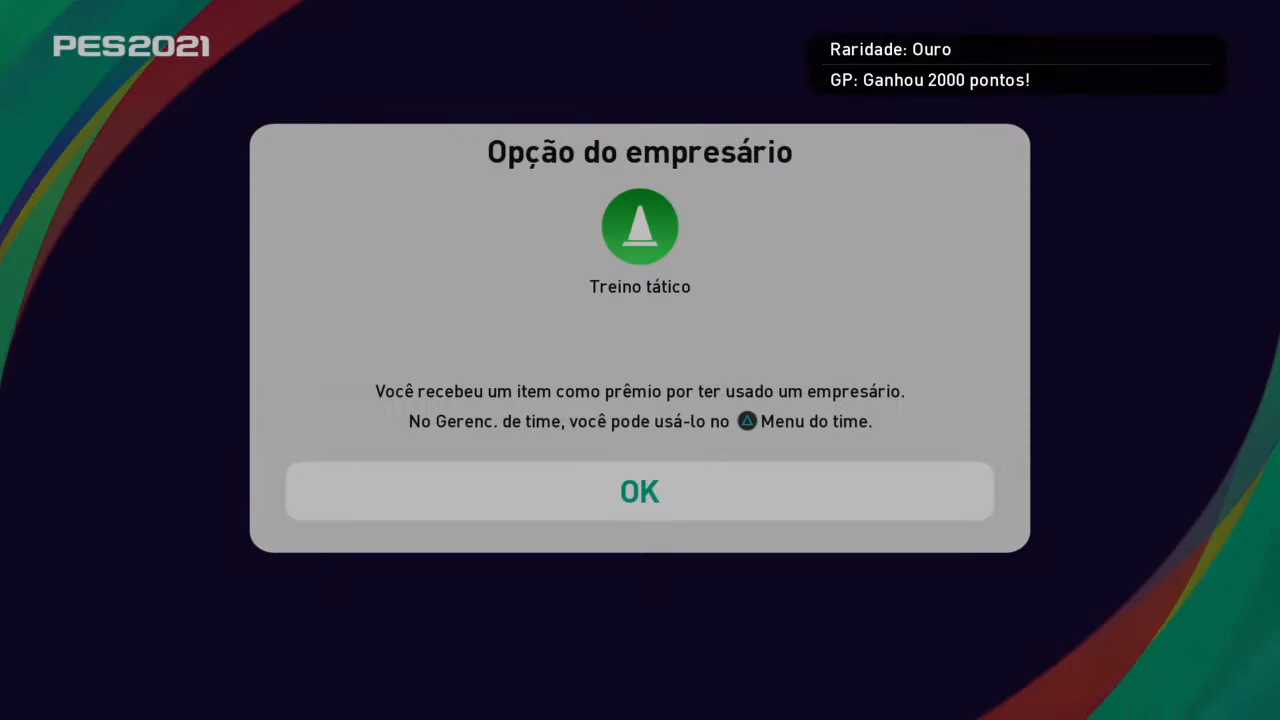 PES2021
Raridade: Ouro
GP: Ganhou 2000 pontos!
Opção do empresário
Treino tático
Você recebeu um item como prêmio por ter usado um empresário.
No Gerenc. de time, você pode usá-lo no Menu do time.
OK